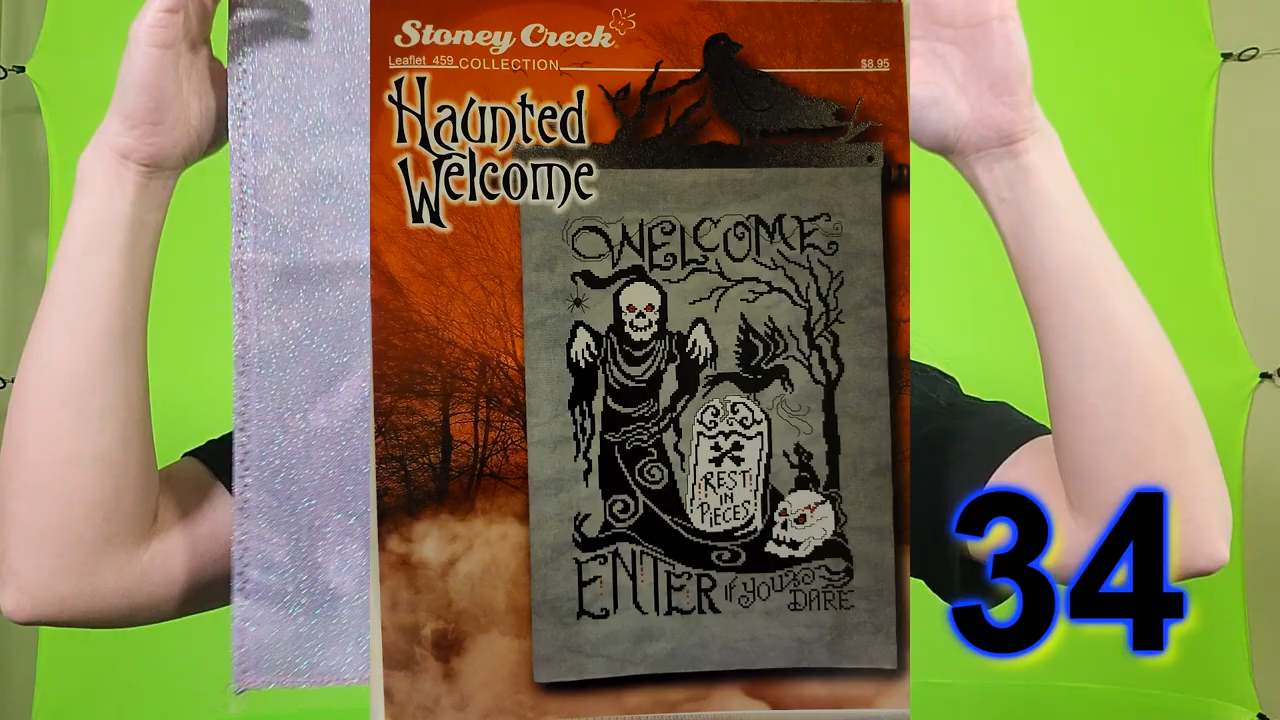 Stoney Creek
Leaflet 459 COLLECTION $8.95
Haunted
Welcome
WELCOME
REST
IN
PIECES
ENTER IF YOU
DARE
34